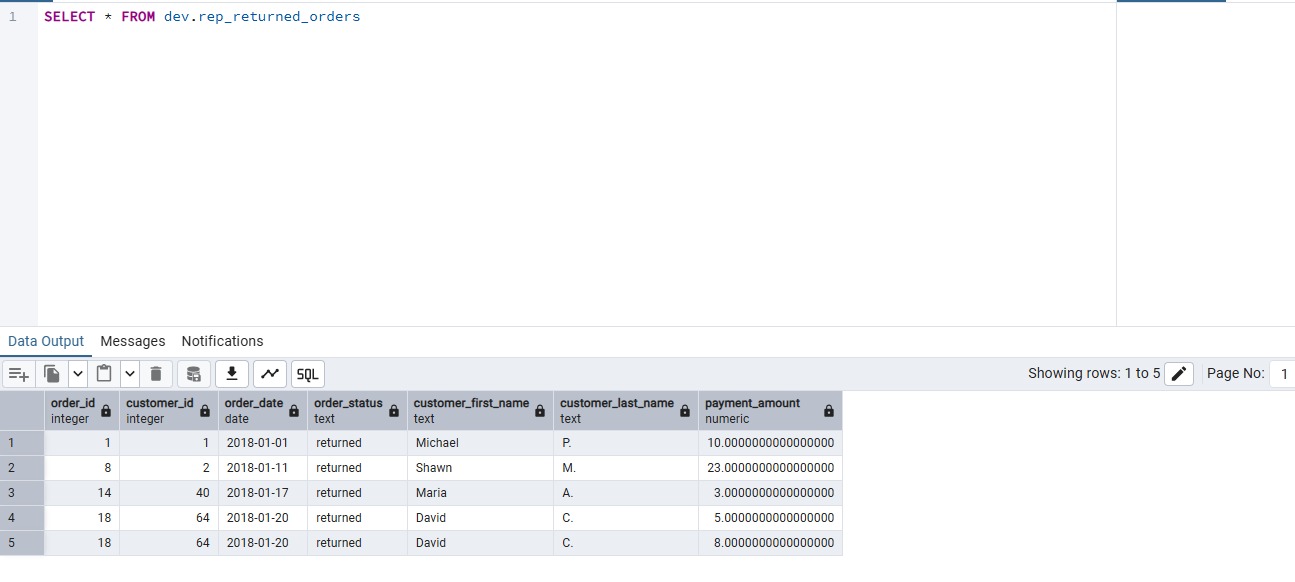 1 SELECT * FROM dev.rep_returned_orders
Data Output Messages Notifications
SQL Showing rows: 1 to 5 Page No: 1
order_id customer_id order_date order_status customer_first_name customer_last_name payment_amount
integer integer date text text text numeric
1 1 1 2018-01-01 returned Michael P. 10.0000000000000000
2 8 2 2018-01-11 returned Shawn M. 23.0000000000000000
3 14 40 2018-01-17 returned Maria A. 3.0000000000000000
4 18 64 2018-01-20 returned David C. 5.0000000000000000
5 18 64 2018-01-20 returned David C. 8.0000000000000000